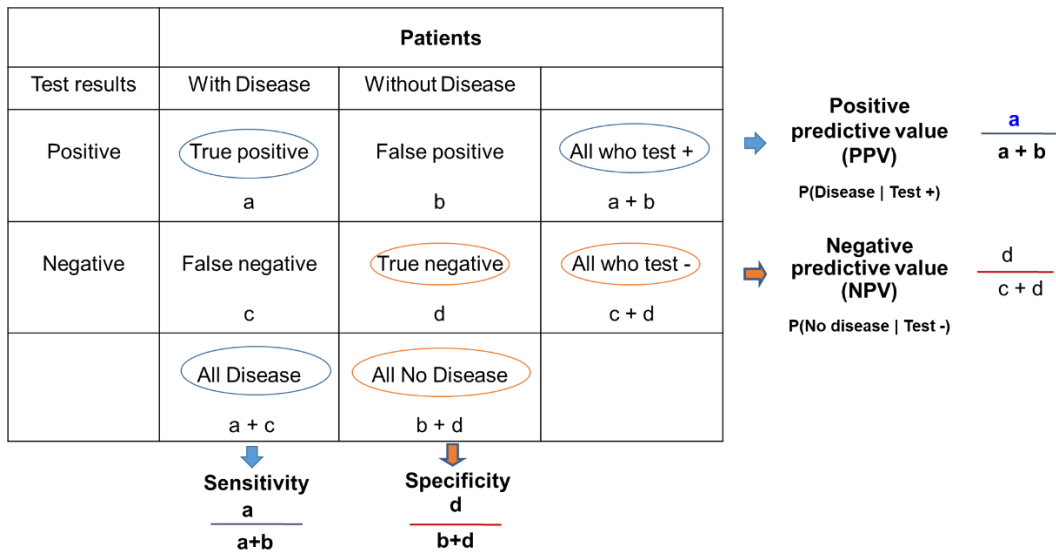 Patients
Test results With Disease Without Disease
Positive True positive False positive All who test +
a b a + b
Negative False negative True negative All who test -
c d c + d
All Disease All No Disease
a + c b + d
Positive
predictive value
(PPV)
a
a + b
P(Disease | Test +)
Negative
predictive value
(NPV)
d
c + d
P(No disease | Test -)
Sensitivity
a
a+b
Specificity
d
b+d